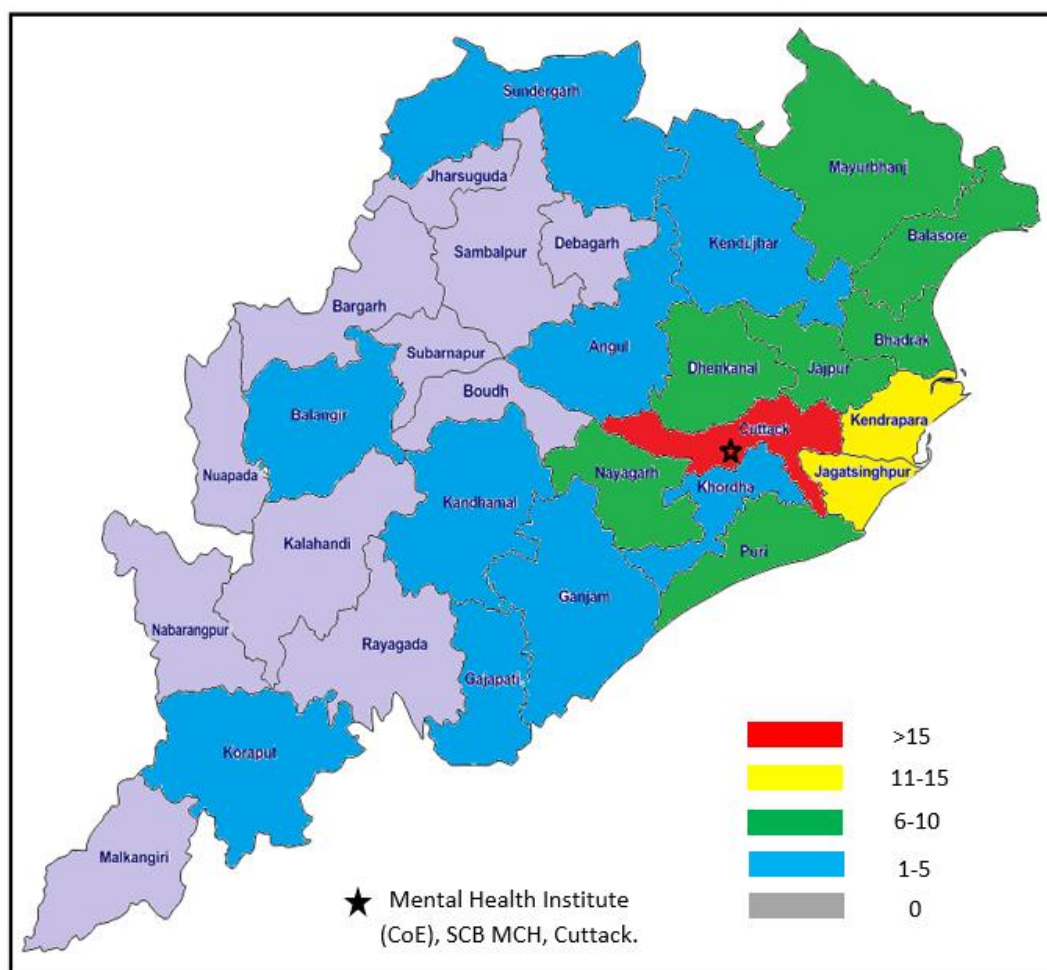 Sundergarh
Jharsuguda
Mayurbhanj
Sambalpur
Debagarh
Kendujhar
Balasore
Bargarh
Subarnapur
Angul
Bhadrak
Dhenkanal
Jajpur
Boudh
Balangir
Cuttack
Kendrapara
Nuapada
Nayagarh
Khordha
Jagatsinghpur
Kandhamal
Kalahandi
Puri
Ganjam
Nabarangpur
Rayagada
Gajapati
Koraput
Malkangiri
>15
11-15
6-10
1-5
0
Mental Health Institute
(CoE), SCB MCH, Cuttack.